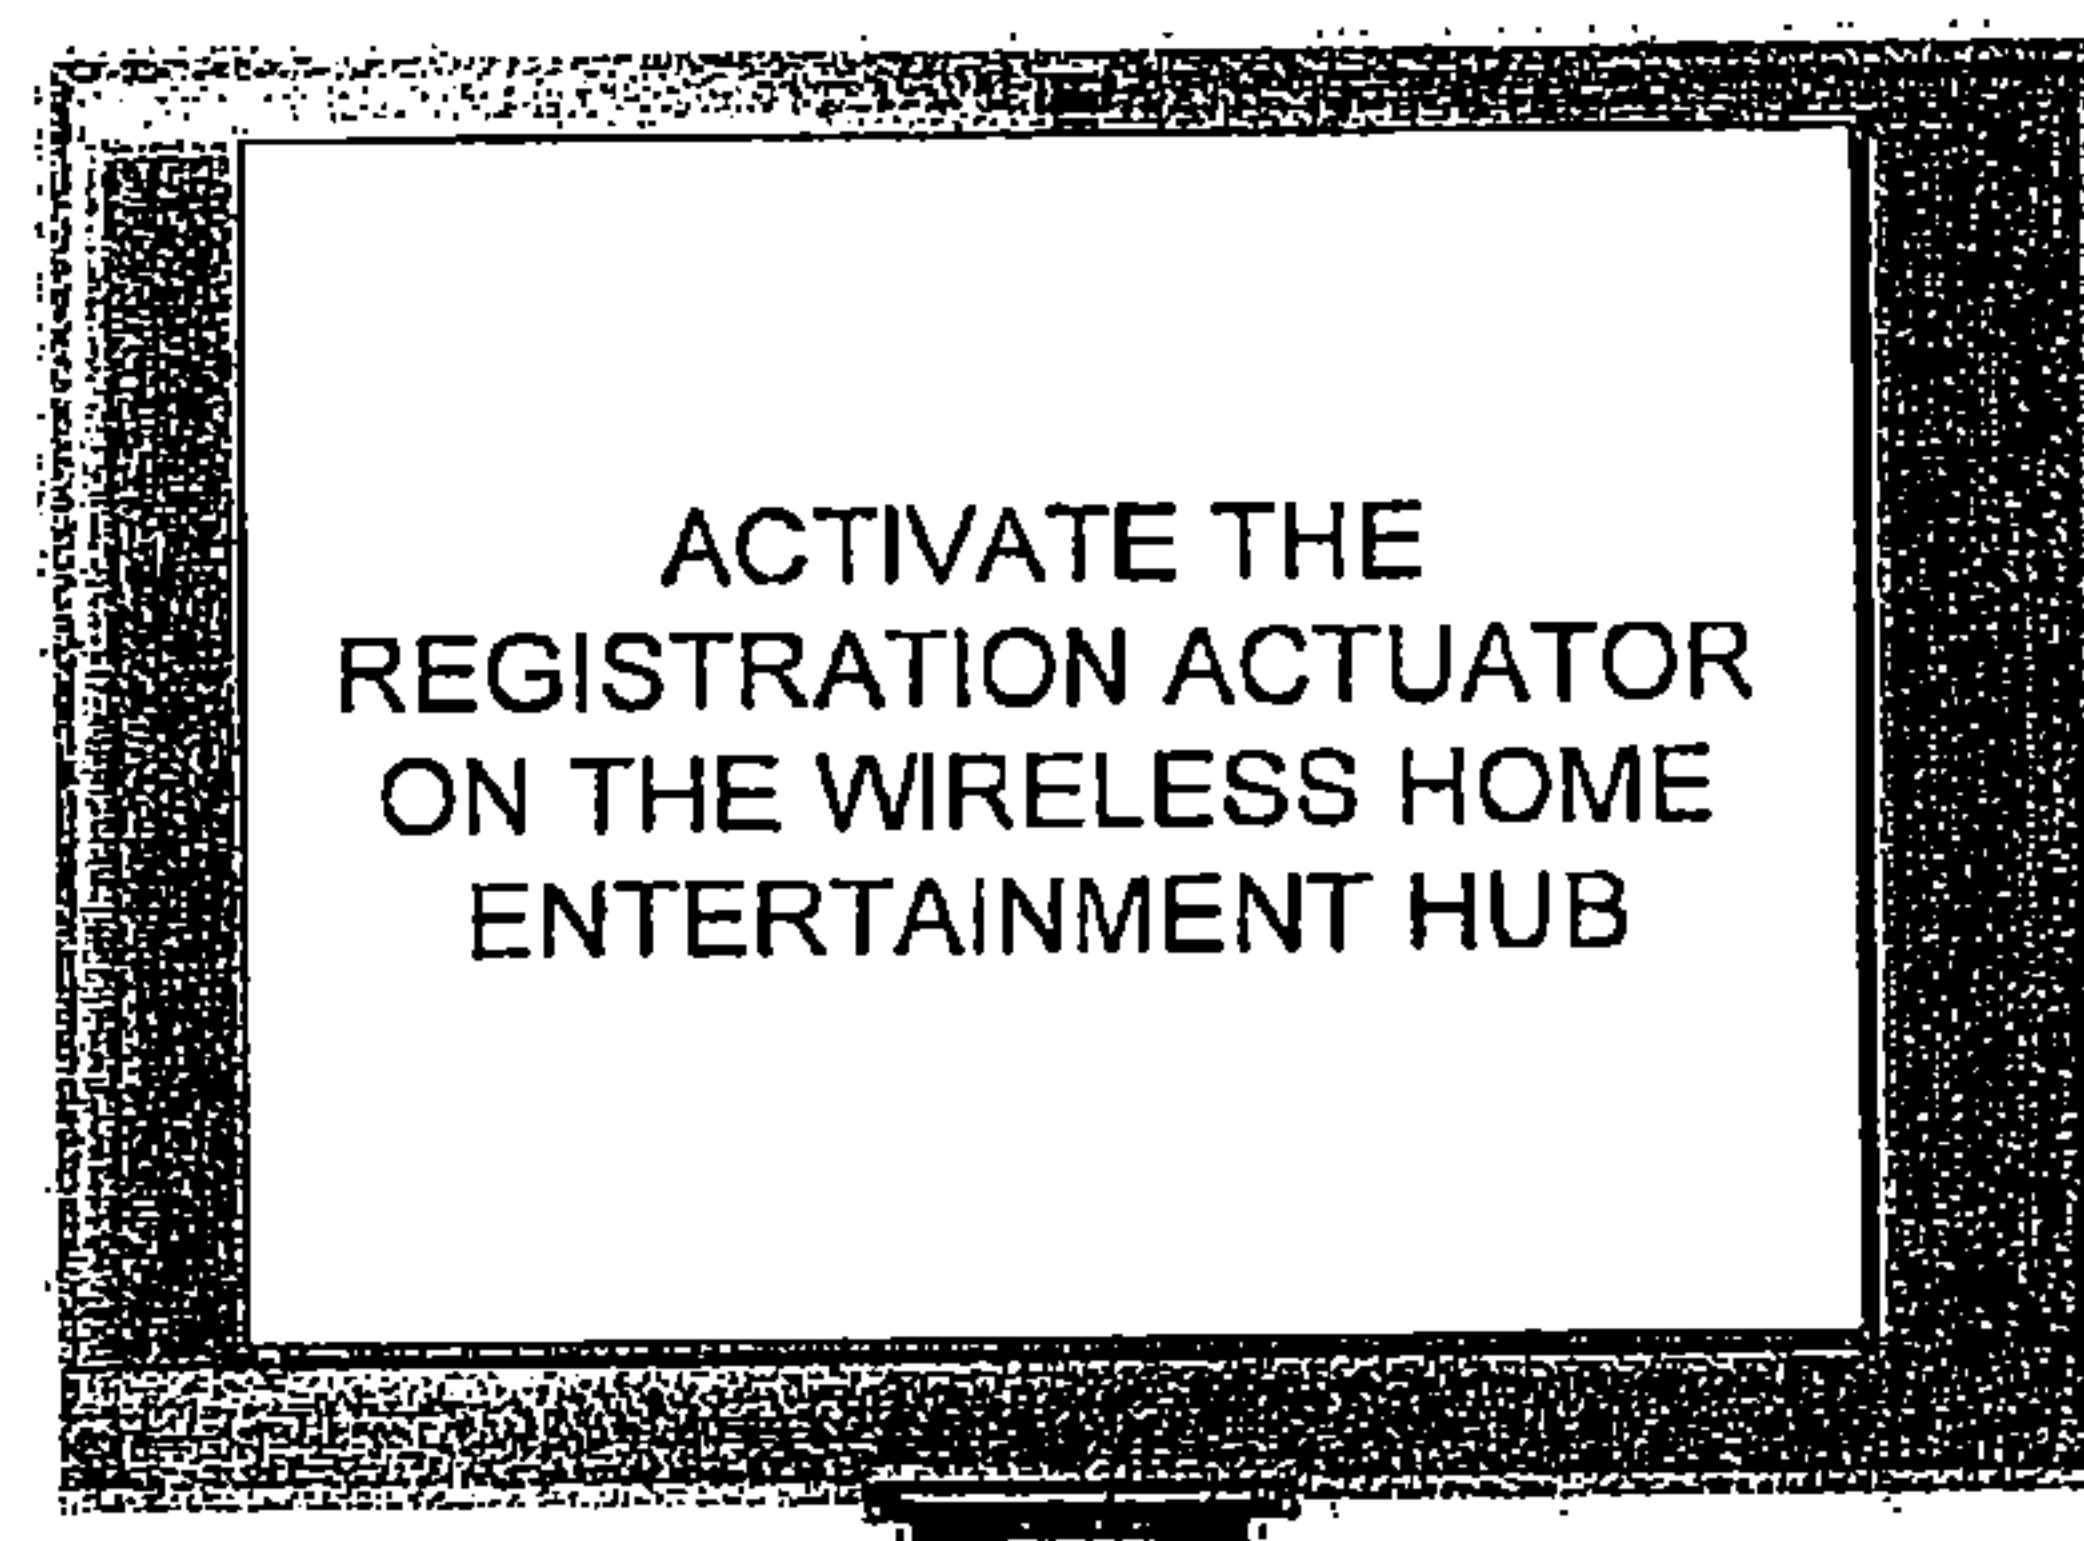 ACTIVATE THE
REGISTRATION ACTUATOR
ON THE WIRELESS HOME
ENTERTAINMENT HUB